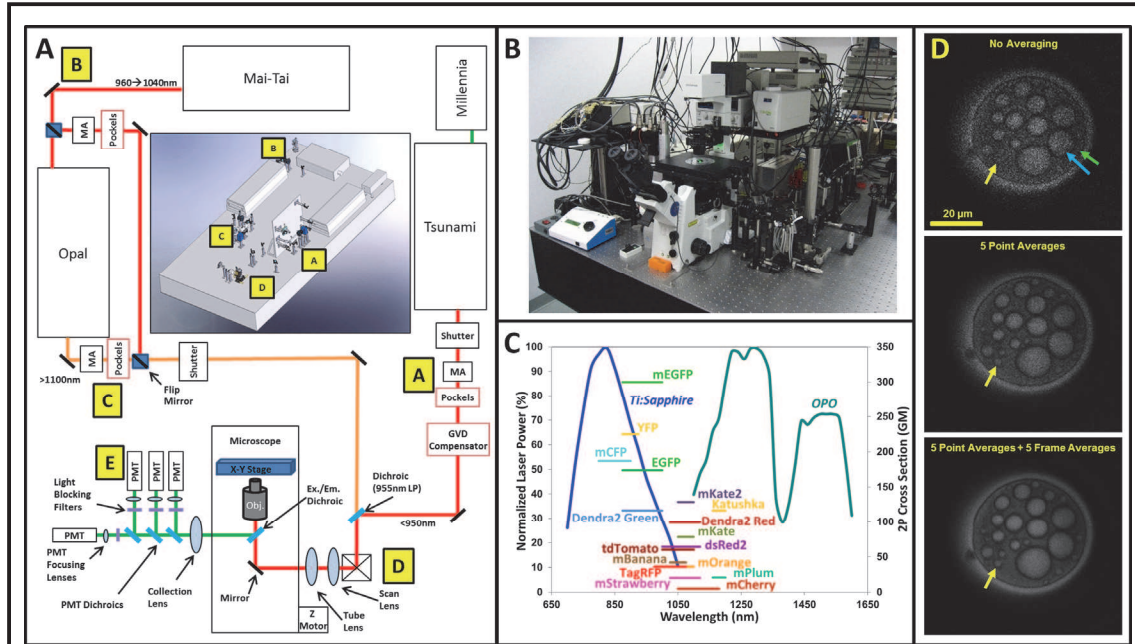 A
B
960→1040nm
Mai-Tai
Millennia
MA
Pockels
Opal
Tsunami
B
C
A
D
Shutter
MA
A
Pockels
GVD
Compensator
>1100nm
MA
Pockels
Shutter
C
Flip
Mirror
Microscope
X-Y Stage
Obj.
Ex./Em.
Dichroic
Dichroic
(955nm LP)
<950nm
E
PMT
PMT
PMT
Light
Blocking
Filters
PMT
PMT
Focusing
Lenses
PMT Dichroics
Collection
Lens
Mirror
Z
Motor
Tube
Lens
Scan
Lens
D
B
C
Normalized Laser Power (%)
100
90
80
70
60
50
40
30
20
10
0
mEGFP
Ti:Sapphire
YFP
mCFP
EGFP
OPO
mKate2
Katushka
Dendra2 Green
Dendra2 Red
mKate
tdTomato
dsRed2
mBanana
mOrange
TagRFP
mPlum
mStrawberry
mCherry
350
300
250
200
150
100
50
0
2P Cross Section (GM)
650
850
1050
1250
1450
1650
Wavelength (nm)
D
No Averaging
20 µm
5 Point Averages
5 Point Averages + 5 Frame Averages